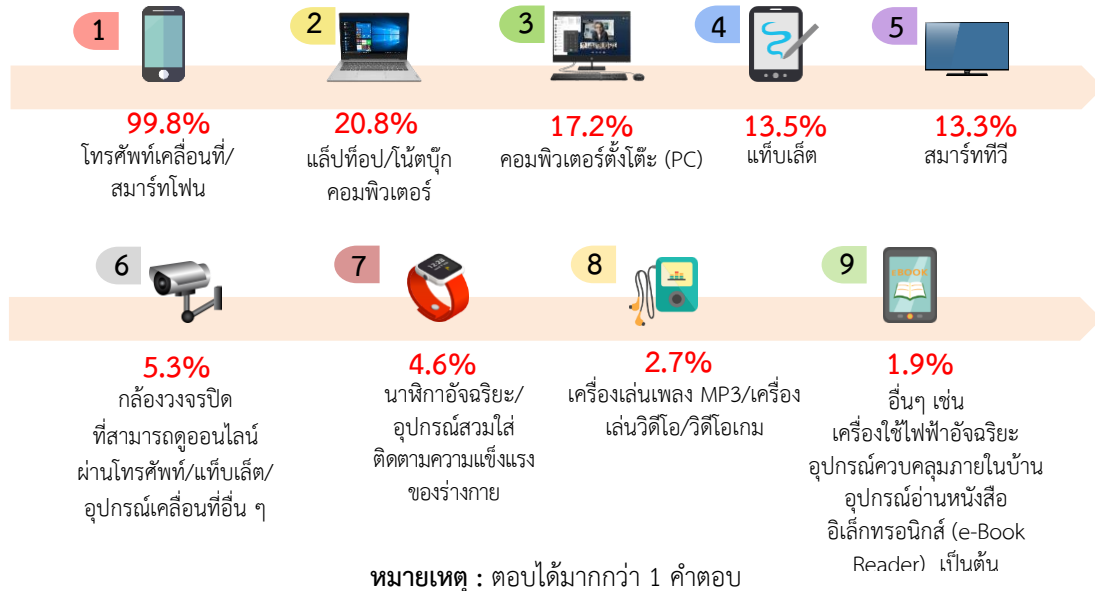 1
2
3
4
5
99.8%
โทรศัพท์เคลื่อนที่/
สมาร์ทโฟน
20.8%
แล็ปท็อป/โน้ตบุ๊ก
คอมพิวเตอร์
17.2%
คอมพิวเตอร์ตั้งโต๊ะ (PC)
13.5%
แท็บเล็ต
13.3%
สมาร์ททีวี
6
7
8
9
12:28
EBOOK
5.3%
กล้องวงจรปิด
ที่สามารถดูออนไลน์
ผ่านโทรศัพท์/แท็บเล็ต/
อุปกรณ์เคลื่อนที่อื่น ๆ
4.6%
นาฬิกาอัจฉริยะ/
อุปกรณ์สวมใส่
ติดตามความแข็งแรง
ของร่างกาย
2.7%
เครื่องเล่นเพลง MP3/เครื่อง
เล่นวิดีโอ/วิดีโอเกม
1.9%
อื่นๆ เช่น
เครื่องใช้ไฟฟ้าอัจฉริยะ
อุปกรณ์ควบคลุมภายในบ้าน
อุปกรณ์อ่านหนังสือ
อิเล็กทรอนิกส์ (e-Book
Reader) เป็นต้น
หมายเหตุ : ตอบได้มากกว่า 1 คำตอบ